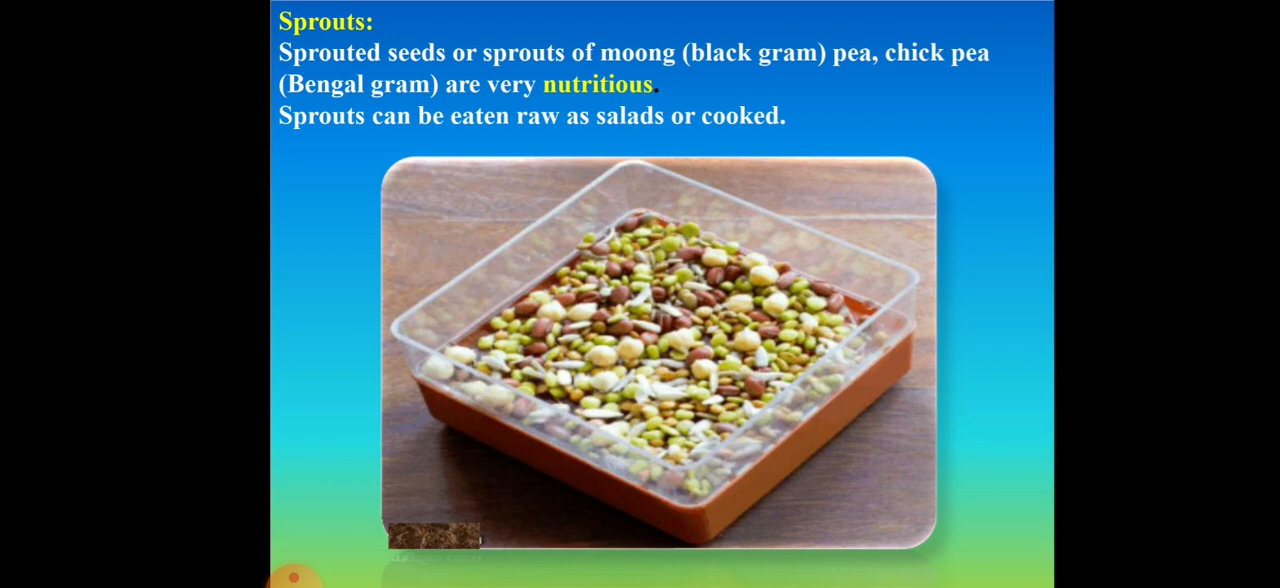 Sprouts:
Sprouted seeds or sprouts of moong (black gram) pea, chick pea
(Bengal gram) are very nutritious.
Sprouts can be eaten raw as salads or cooked.